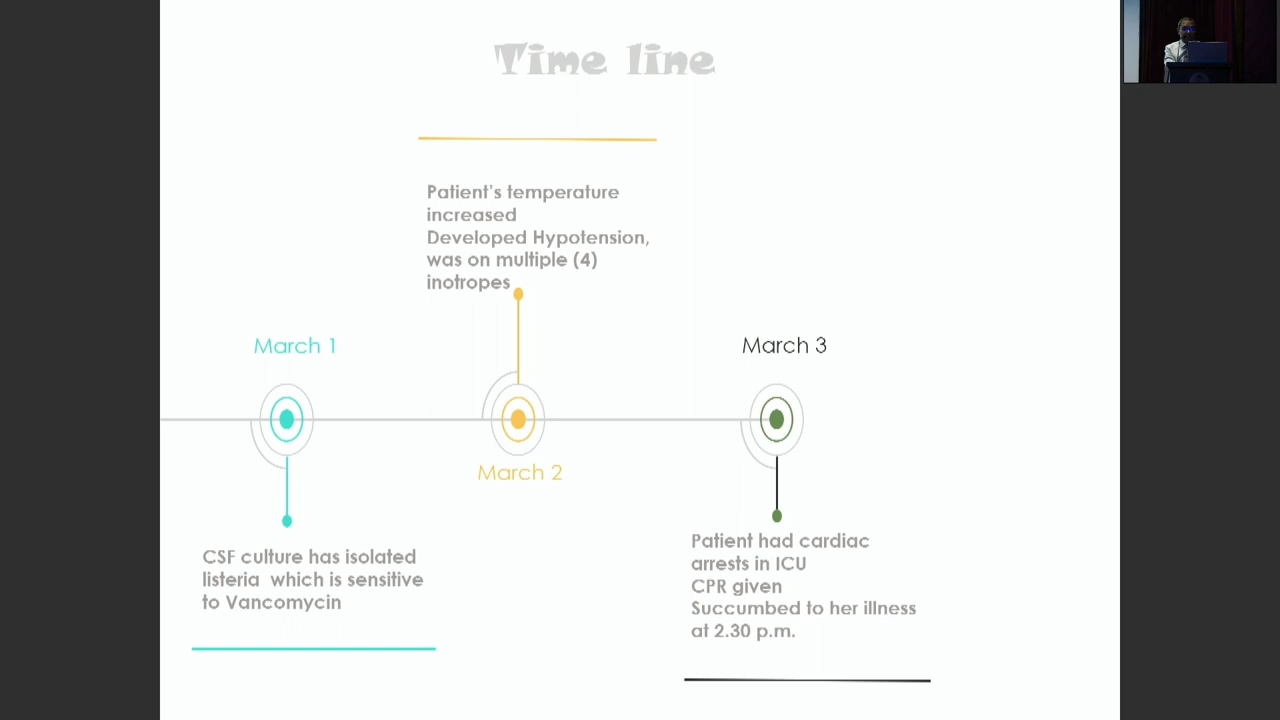 Time line
Patient's temperature
increased
Developed Hypotension,
was on multiple (4)
inotropes
March 1
March 3
March 2
CSF culture has isolated
listeria which is sensitive
to Vancomycin
Patient had cardiac
arrests in ICU
CPR given
Succumbed to her illness
at 2.30 p.m.